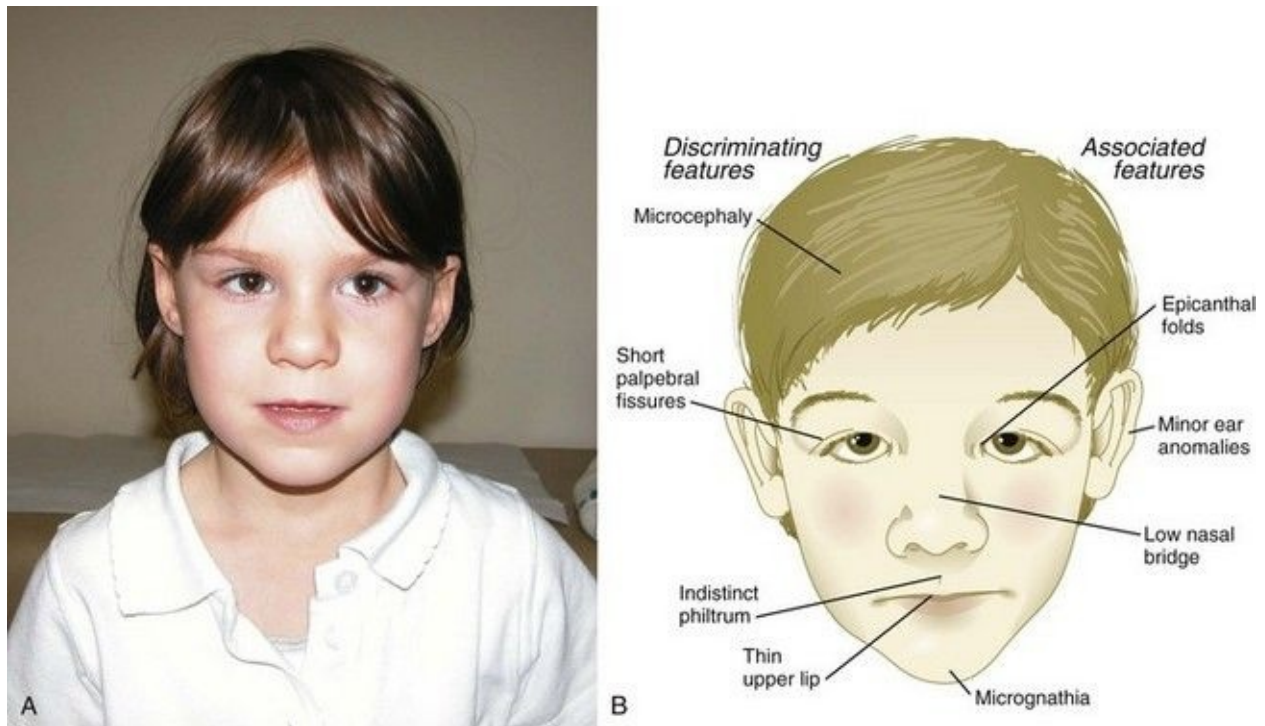 Discriminating
features
Associated
features
Microcephaly
Epicanthal
folds
Short
palpebral
fissures
Minor ear
anomalies
Low nasal
bridge
Indistinct
philtrum
Thin
upper lip
Micrognathia
A
B